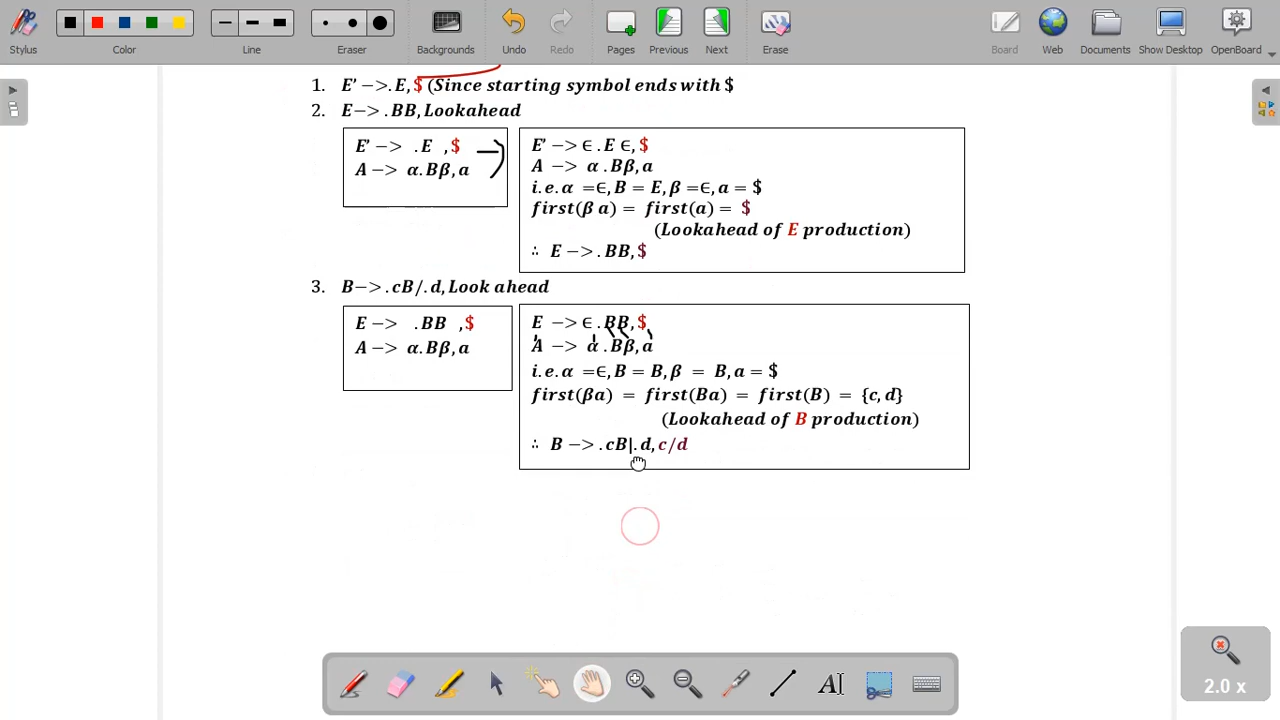 Stylus Color Line Eraser Backgrounds Undo Redo Pages Previous Next Erase Board Web Documents Show Desktop OpenBoard
1. E' −>. E, $ (Since starting symbol ends with $
2. E−> . BB, Lookahead
E' −> . E , $
A −> α. Bβ, a
E' −> ϵ . E ϵ, $
A −> α . Bβ, a
i. e. α =ϵ, B = E, β =ϵ, a = $
first(β a) = first(a) = $
(Lookahead of E production)
∴ E −> . BB, $
3. B−> . cB/. d, Look ahead
E −> . BB , $
A −> α. Bβ, a
E −> ϵ . BB, $
A −> α . Bβ, a
i. e. α =ϵ, B = B, β = B, a = $
first(βa) = first(Ba) = first(B) = {c, d}
(Lookahead of B production)
∴ B −> . cB|. d, c/d
2.0 x